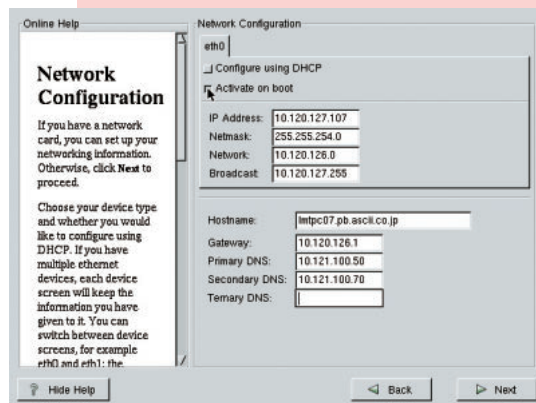 Online Help
Network
Configuration
If you have a network
card, you can set up your
networking information.
Otherwise, click Next to
proceed.
Choose your device type
and whether you would
like to configure using
DHCP. If you have
multiple ethernet
devices, each device
screen will keep the
information you have
given to it. You can
switch between device
screens, for example
eth0 and eth1; the
Network Configuration
eth0
Configure using DHCP
Activate on boot
IP Address: 10.120.127.107
Netmask: 255.255.254.0
Network: 10.120.126.0
Broadcast: 10.120.127.255
Hostname: lmtpc07.pb.ascii.co.jp
Gateway: 10.120.126.1
Primary DNS: 10.121.100.50
Secondary DNS: 10.121.100.70
Ternary DNS:
? Hide Help
Back
Next